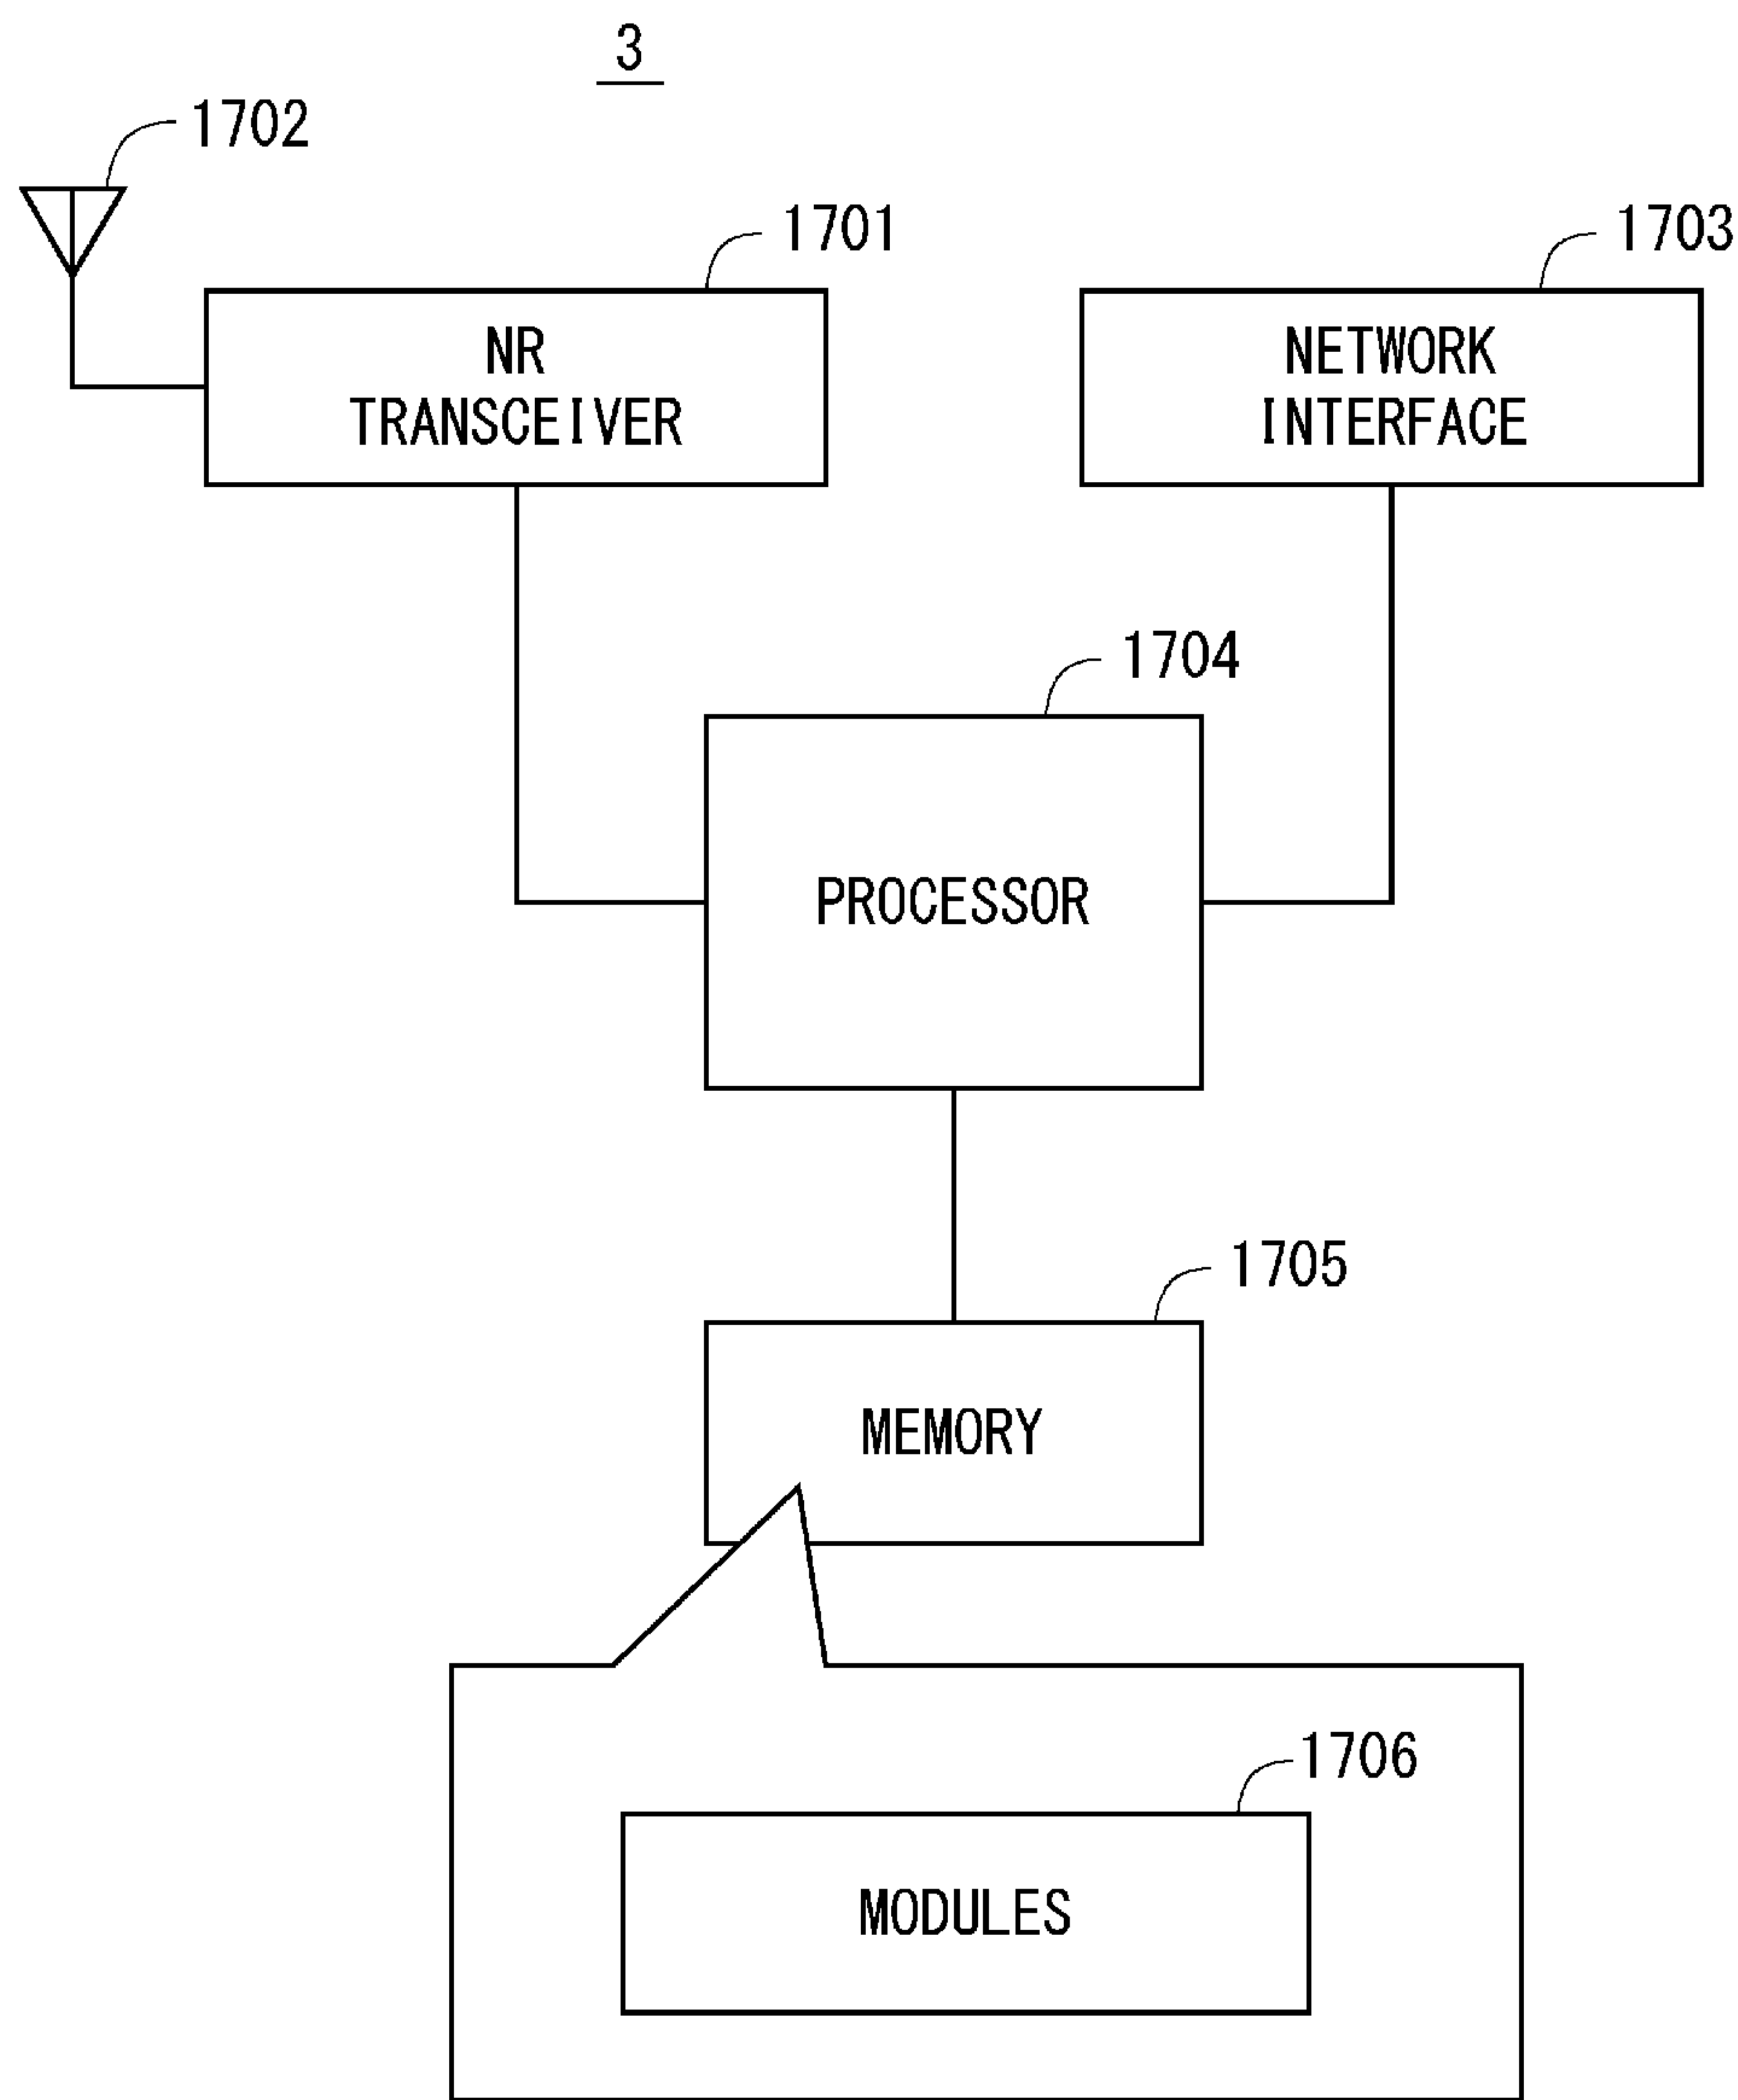 3
1702
1701
1703
NR
TRANSCEIVER
NETWORK
INTERFACE
1704
PROCESSOR
1705
MEMORY
1706
MODULES